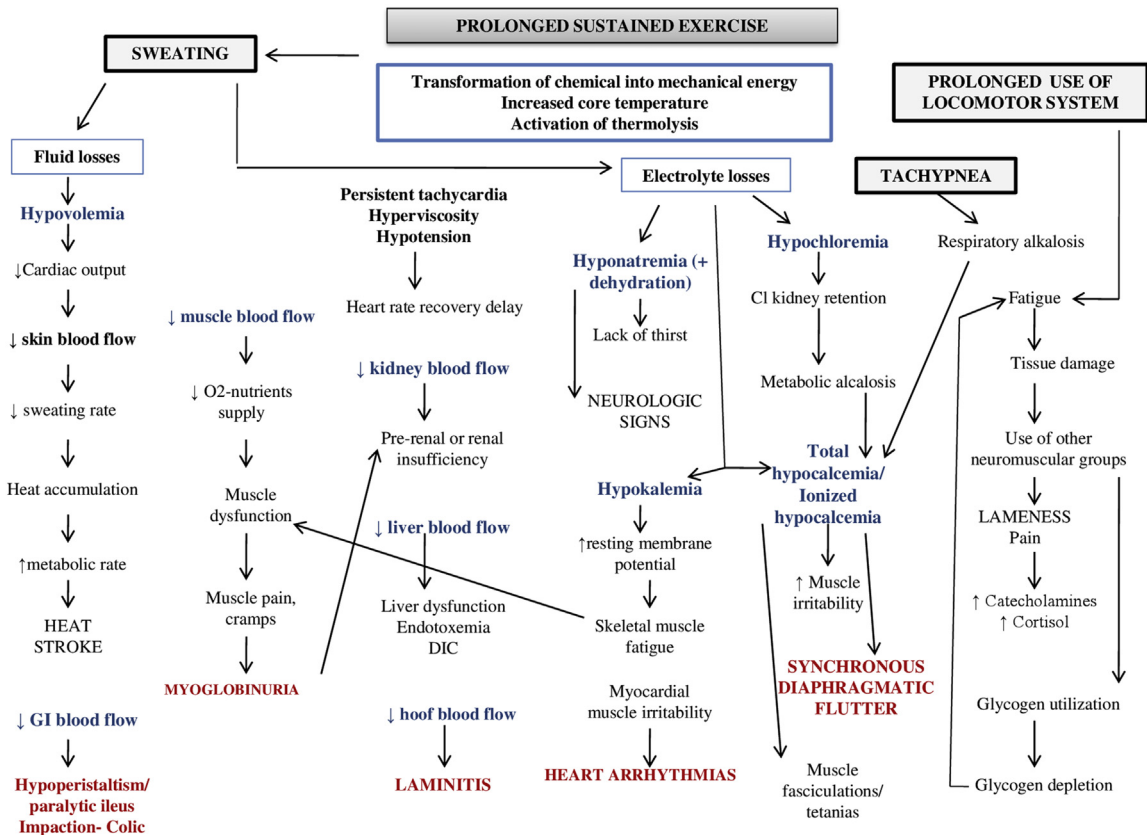 PROLONGED SUSTAINED EXERCISE
SWEATING
Transformation of chemical into mechanical energy
Increased core temperature
Activation of thermolysis
PROLONGED USE OF
LOCOMOTOR SYSTEM
Fluid losses
Hypovolemia
↓Cardiac output
↓ skin blood flow
↓ sweating rate
Heat accumulation
↑metabolic rate
HEAT
STROKE
↓ GI blood flow
Hypoperistaltism/
paralytic ileus
Impaction- Colic
↓ muscle blood flow
↓ O2-nutrients
supply
Muscle
dysfunction
Muscle pain,
cramps
MYOGLOBINURIA
Persistent tachycardia
Hyperviscosity
Hypotension
Heart rate recovery delay
↓ kidney blood flow
Pre-renal or renal
insufficiency
↓ liver blood flow
Liver dysfunction
Endotoxemia
DIC
↓ hoof blood flow
LAMINITIS
Electrolyte losses
Hyponatremia (+
dehydration)
Lack of thirst
NEUROLOGIC
SIGNS
Hypokalemia
↑resting membrane
potential
Skeletal muscle
fatigue
Myocardial
muscle irritability
HEART ARRHYTHMIAS
Hypochloremia
Cl kidney retention
Metabolic alcalosis
Total
hypocalcemia/
Ionized
hypocalcemia
↑ Muscle
irritability
SYNCHRONOUS
DIAPHRAGMATIC
FLUTTER
Muscle
fasciculations/
tetanias
TACHYPNEA
Respiratory alkalosis
Fatigue
Tissue damage
Use of other
neuromuscular groups
LAMENESS
Pain
↑ Catecholamines
↑ Cortisol
Glycogen utilization
Glycogen depletion